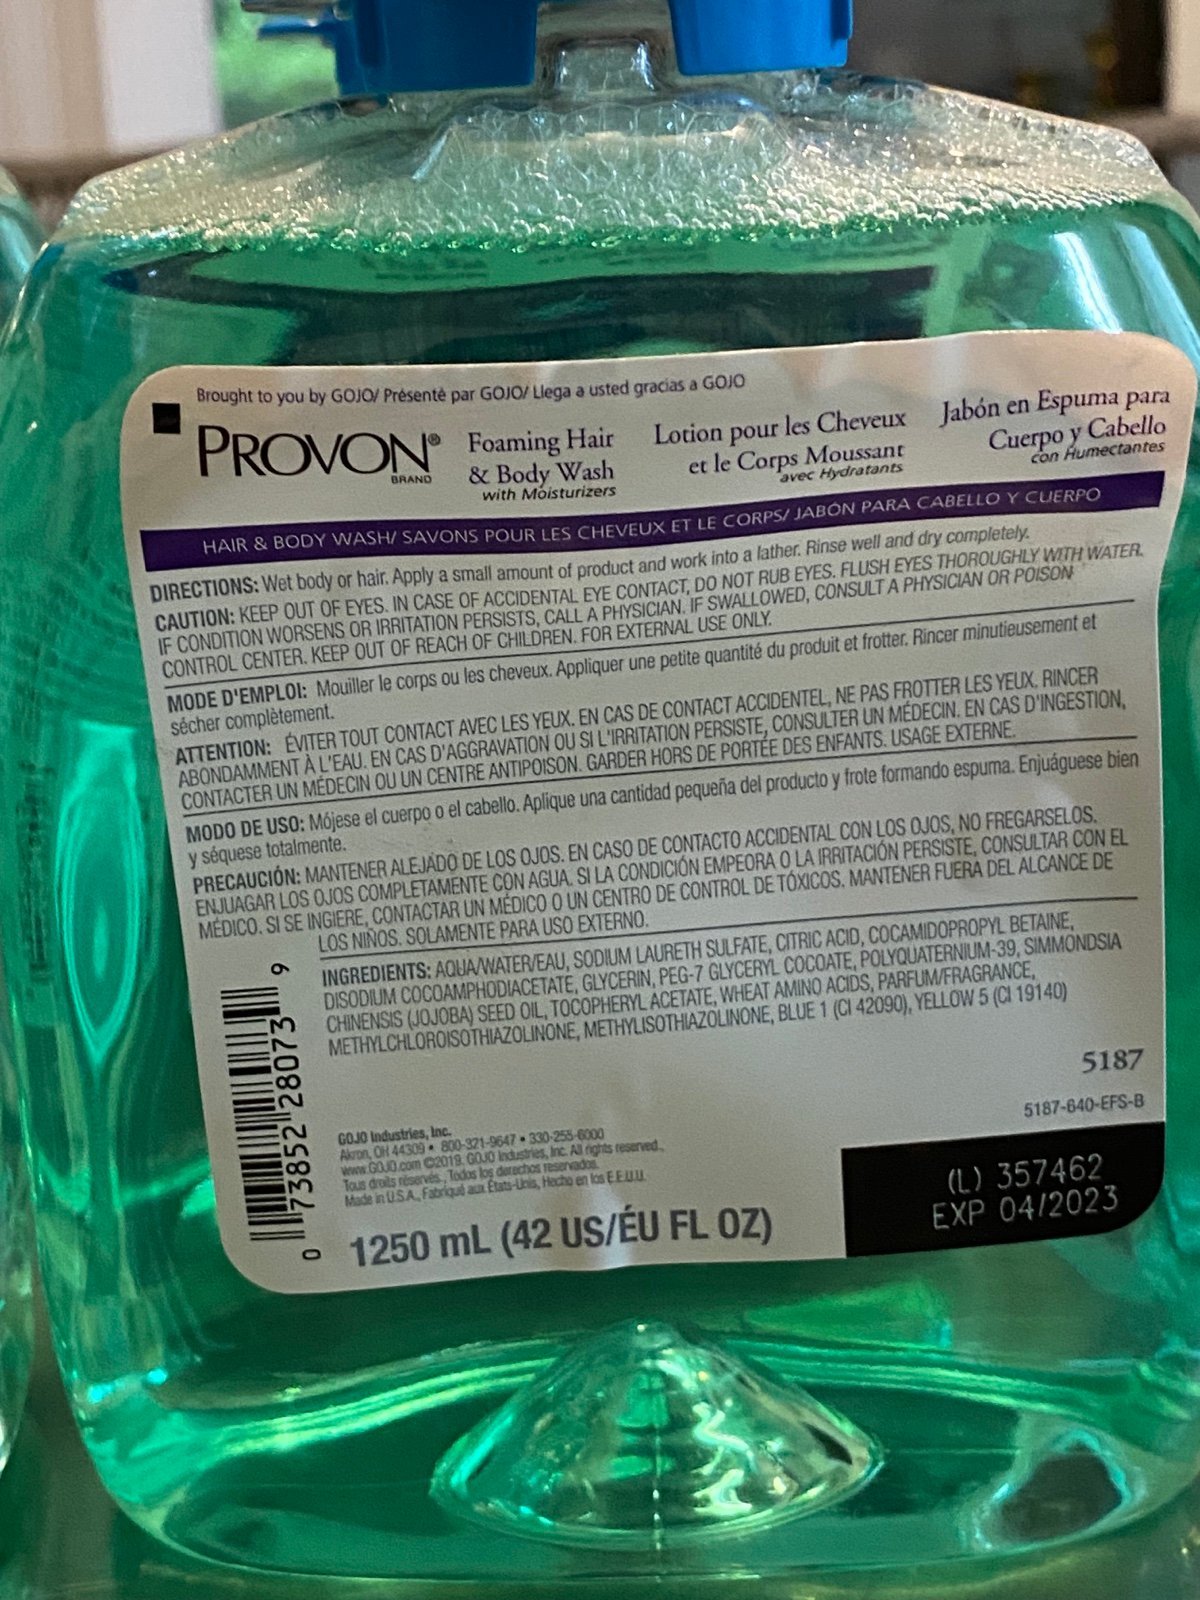 Brought to you by GOJO/ Présenté par GOJO/ Llega a usted gracias a GOJO
PROVON®
BRAND
Foaming Hair
& Body Wash
with Moisturizers
Lotion pour les Cheveux
et le Corps Moussant
avec Hydratants
Jabón en Espuma para
Cuerpo y Cabello
con Humectantes
HAIR & BODY WASH/ SAVONS POUR LES CHEVEUX ET LE CORPS/ JABÓN PARA CABELLO Y CUERPO
DIRECTIONS: Wet body or hair. Apply a small amount of product and work into a lather. Rinse well and dry completely.
CAUTION: KEEP OUT OF EYES. IN CASE OF ACCIDENTAL EYE CONTACT, DO NOT RUB EYES. FLUSH EYES THOROUGHLY WITH WATER.
IF CONDITION WORSENS OR IRRITATION PERSISTS, CALL A PHYSICIAN. IF SWALLOWED, CONSULT A PHYSICIAN OR POISON
CONTROL CENTER. KEEP OUT OF REACH OF CHILDREN. FOR EXTERNAL USE ONLY.
MODE D'EMPLOI: Mouiller le corps ou les cheveux. Appliquer une petite quantité du produit et frotter. Rincer minutieusement et
sécher complètement.
ATTENTION: ÉVITER TOUT CONTACT AVEC LES YEUX. EN CAS DE CONTACT ACCIDENTEL, NE PAS FROTTER LES YEUX. RINCER
ABONDAMMENT À L'EAU. EN CAS D'AGGRAVATION OU SI L'IRRITATION PERSISTE, CONSULTER UN MÉDECIN. EN CAS D'INGESTION,
CONTACTER UN MÉDECIN OU UN CENTRE ANTIPOISON. GARDER HORS DE PORTÉE DES ENFANTS. USAGE EXTERNE.
MODO DE USO: Mójese el cuerpo o el cabello. Aplique una cantidad pequeña del producto y frote formando espuma. Enjuáguese bien
y séquese totalmente.
PRECAUCIÓN: MANTENER ALEJADO DE LOS OJOS. EN CASO DE CONTACTO ACCIDENTAL CON LOS OJOS, NO FREGARSELOS.
ENJUAGAR LOS OJOS COMPLETAMENTE CON AGUA. SI LA CONDICIÓN EMPEORA O LA IRRITACIÓN PERSISTE, CONSULTAR CON EL
MÉDICO. SI SE INGIERE, CONTACTAR UN MÉDICO O UN CENTRO DE CONTROL DE TÓXICOS. MANTENER FUERA DEL ALCANCE DE
LOS NIÑOS. SOLAMENTE PARA USO EXTERNO.
INGREDIENTS: AQUA/WATER/EAU, SODIUM LAURETH SULFATE, CITRIC ACID, COCAMIDOPROPYL BETAINE,
DISODIUM COCOAMPHODIACETATE, GLYCERIN, PEG-7 GLYCERYL COCOATE, POLYQUATERNIUM-39, SIMMONDSIA
CHINENSIS (JOJOBA) SEED OIL, TOCOPHERYL ACETATE, WHEAT AMINO ACIDS, PARFUM/FRAGRANCE,
METHYLCHLOROISOTHIAZOLINONE, METHYLISOTHIAZOLINONE, BLUE 1 (CI 42090), YELLOW 5 (CI 19140)
5187
5187-640-EFS-B
0 73852 28073 9
GOJO Industries, Inc.
Akron, OH 44309 • 800-321-9647 • 330-255-6000
www.GOJO.com ©2019. GOJO Industries, Inc. All rights reserved.,
Tous droits réservés., Todos los derechos reservados.
Made in U.S.A., Fabriqué aux États-Unis, Hecho en los E.E.U.U.
1250 mL (42 US/ÉU FL OZ)
(L) 357462
EXP 04/2023